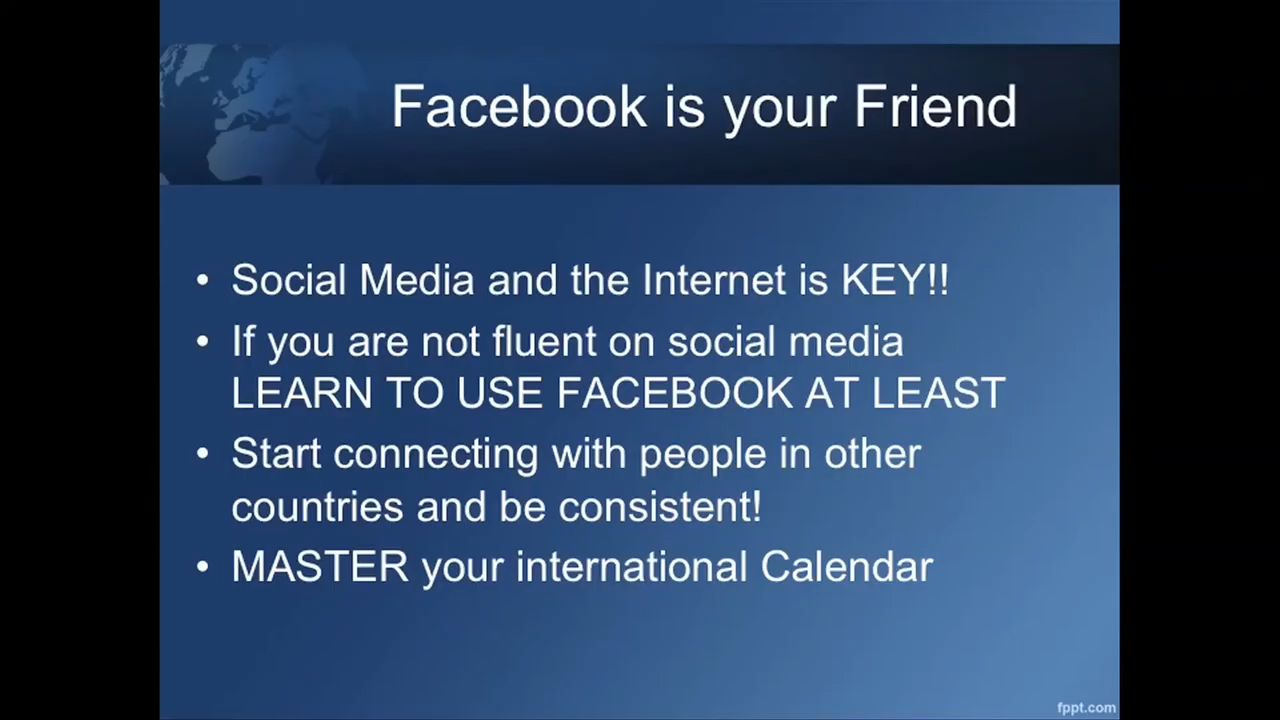 Facebook is your Friend
• Social Media and the Internet is KEY!!
• If you are not fluent on social media
LEARN TO USE FACEBOOK AT LEAST
• Start connecting with people in other
countries and be consistent!
• MASTER your international Calendar
fppt.com